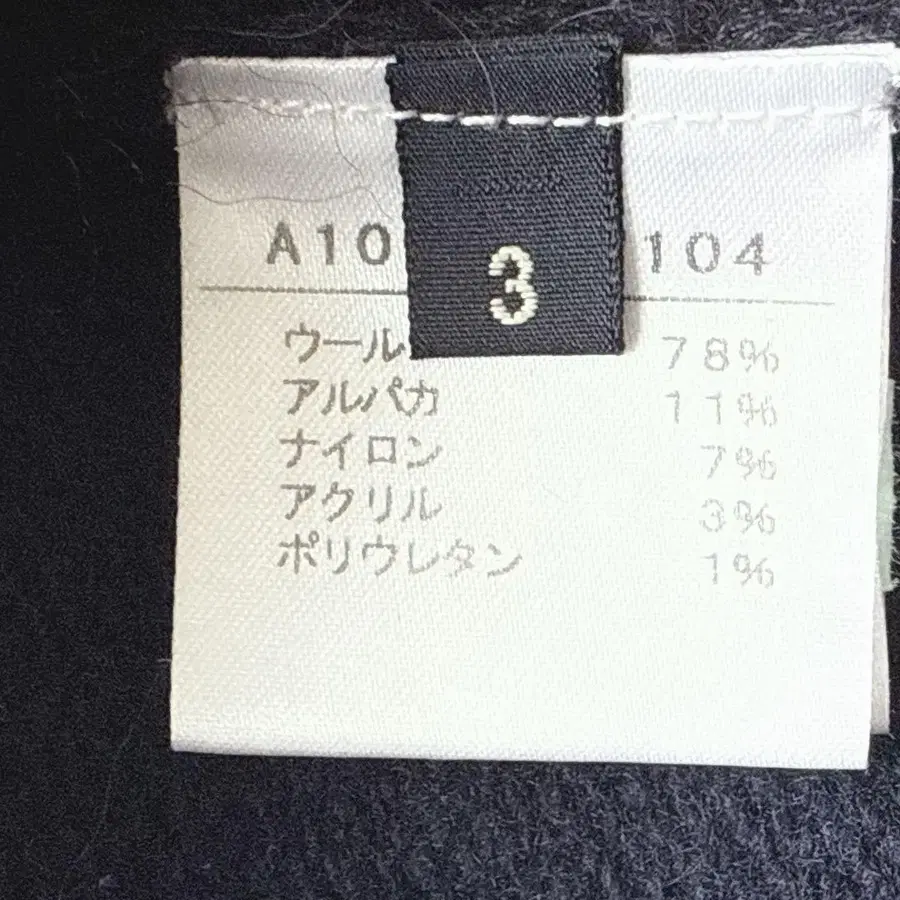 A10 104
3
ウール 78%
アルパカ 11%
ナイロン 7%
アクリル 3%
ポリウレタン 1%